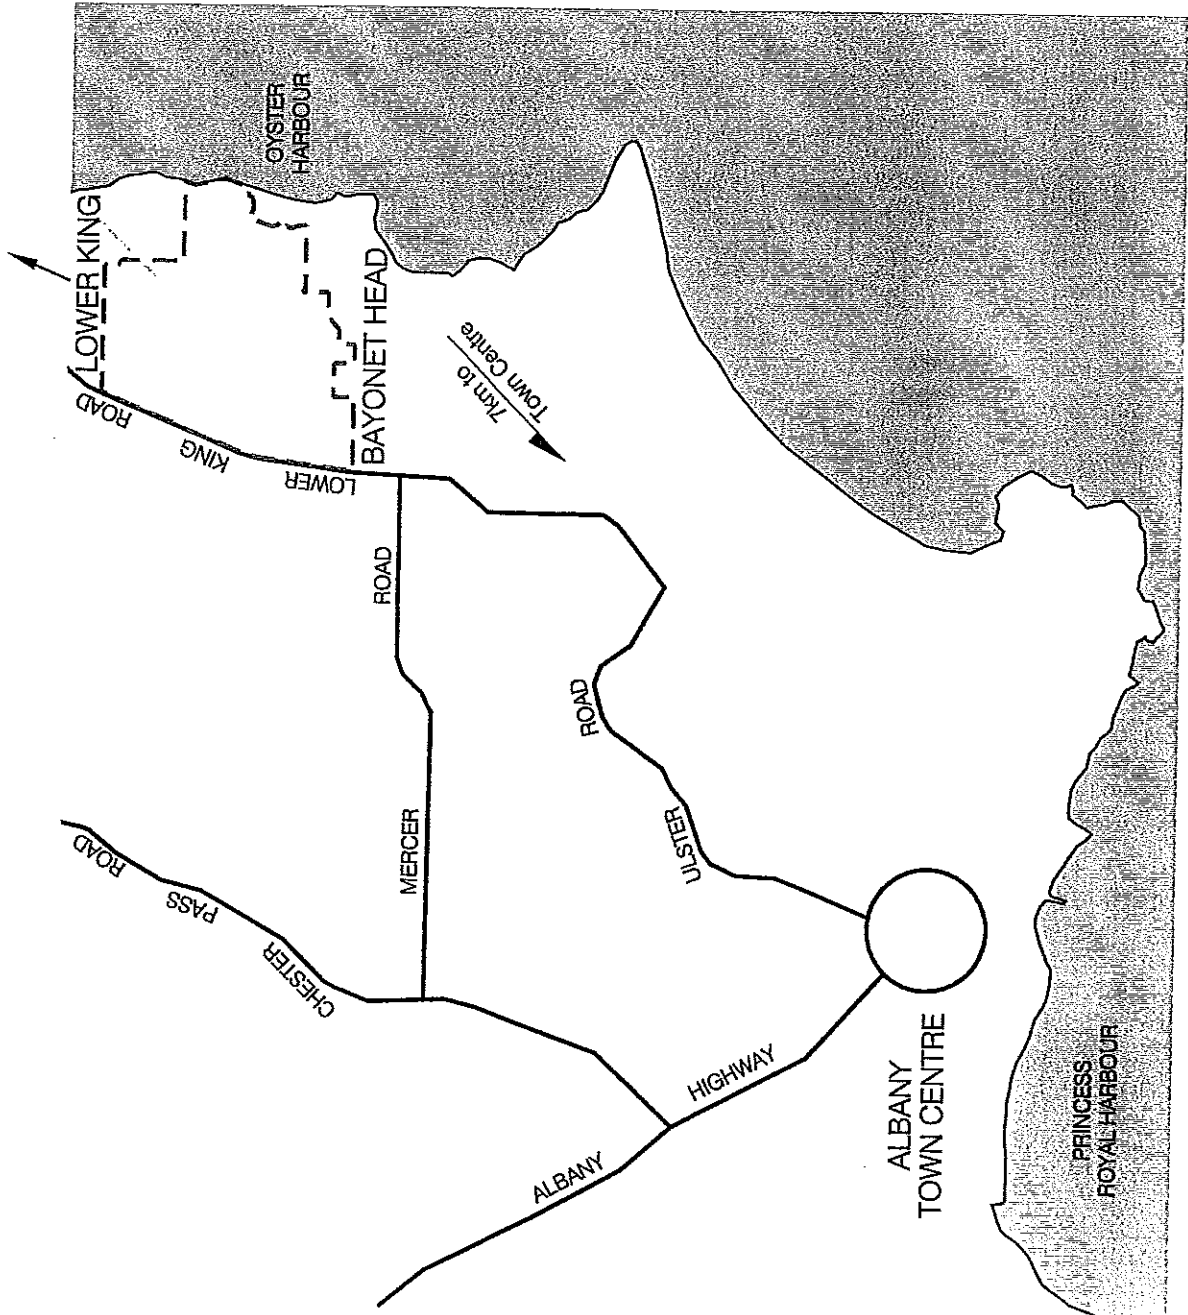 OYSTER
HARBOUR
LOWER KING
LOWER
KING
ROAD
BAYONET HEAD
7km to
Town Centre
MERCER
ROAD
ULSTER
ROAD
CHESTER
PASS
ROAD
ALBANY
HIGHWAY
ALBANY
TOWN CENTRE
PRINCESS
ROYAL HARBOUR